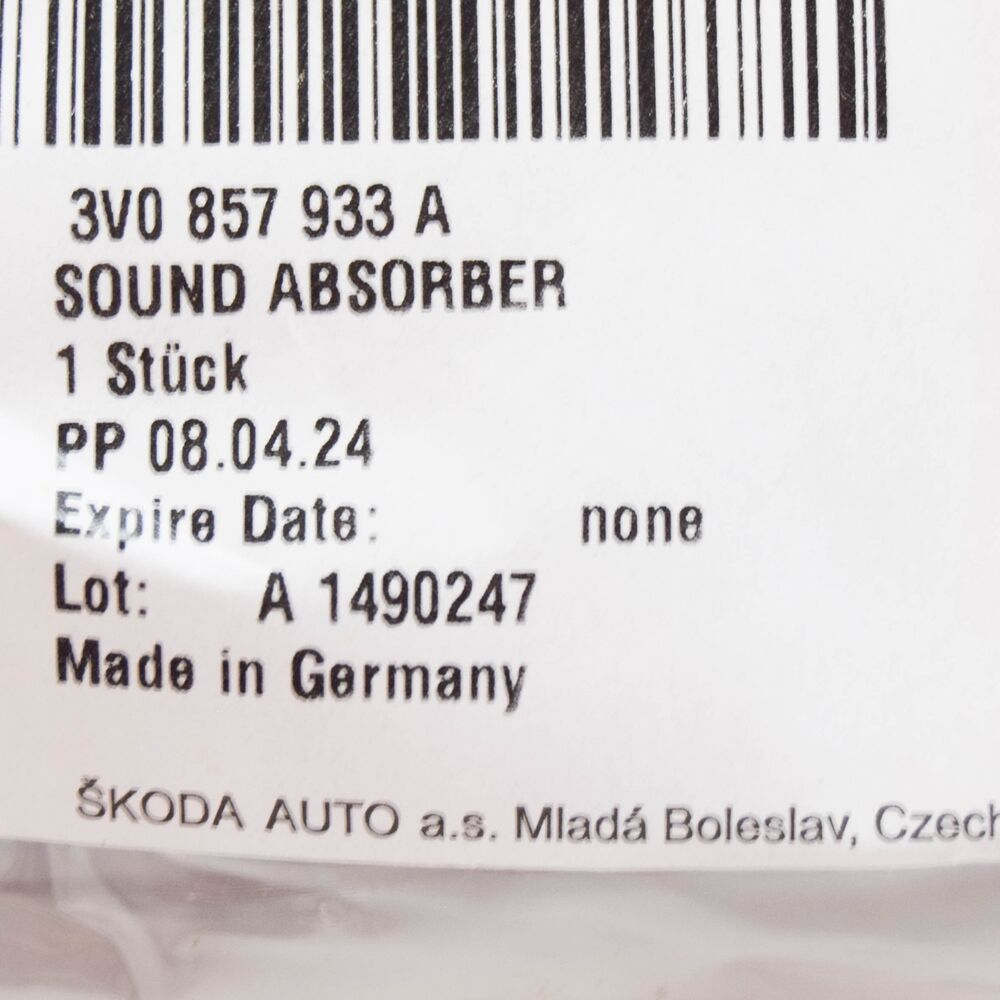 3V0 857 933 A
SOUND ABSORBER
1 Stück
PP 08.04.24
Expire Date: none
Lot: A 1490247
Made in Germany
ŠKODA AUTO a.s. Mladá Boleslav, Czech